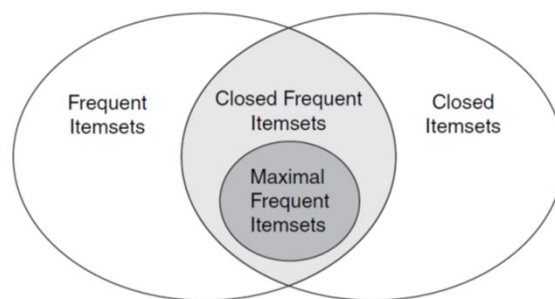 Frequent
Itemsets
Closed Frequent
Itemsets
Closed
Itemsets
Maximal
Frequent
Itemsets